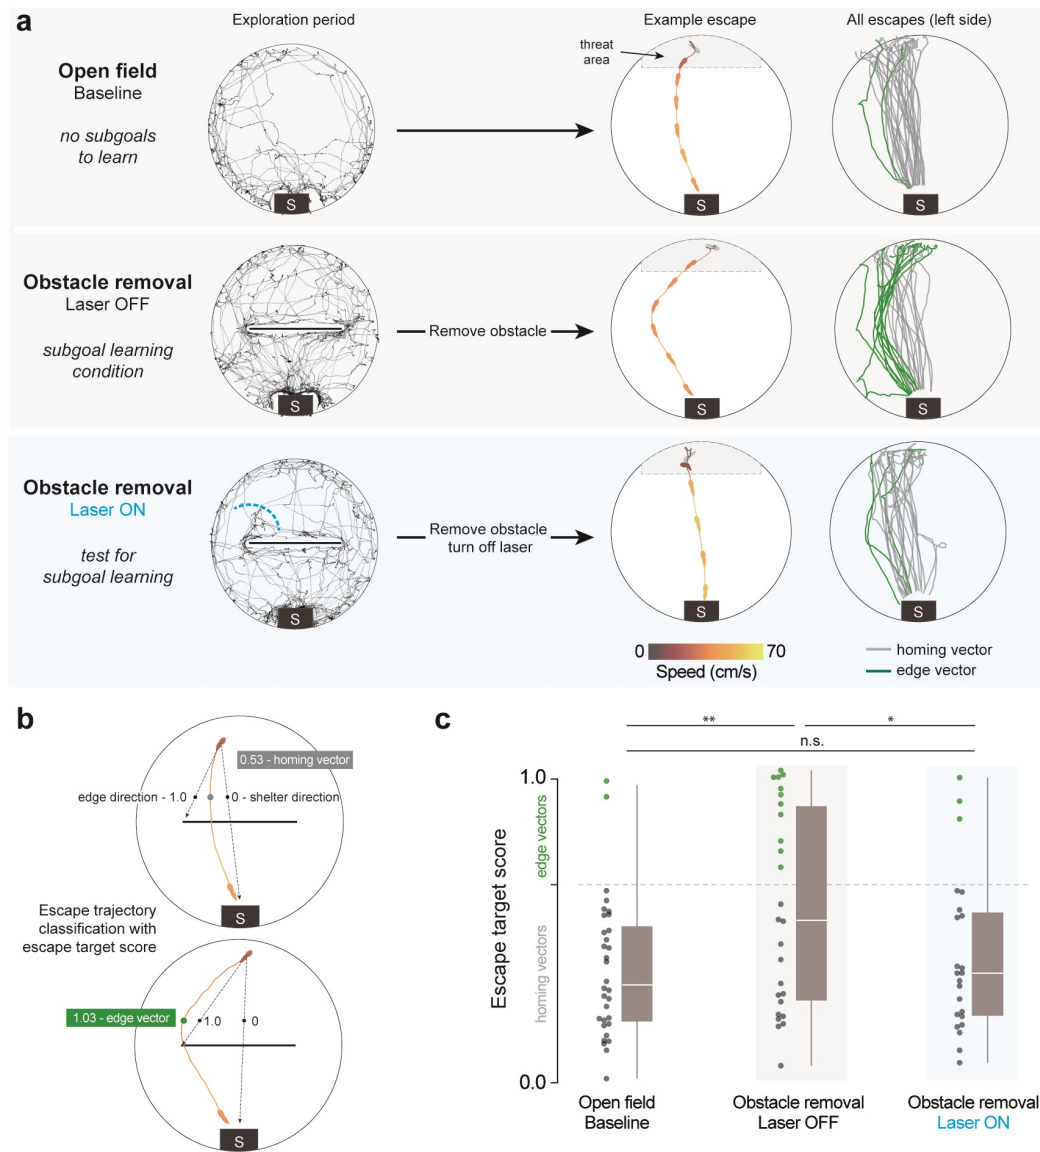 a
Exploration period
Example escape
All escapes (left side)
Open field
Baseline
no subgoals
to learn
threat
area
S
S
S
Obstacle removal
Laser OFF
subgoal learning
condition
Remove obstacle
S
S
S
Obstacle removal
Laser ON
test for
subgoal learning
Remove obstacle
turn off laser
S
S
S
0
70
Speed (cm/s)
homing vector
edge vector
b
0.53 - homing vector
edge direction - 1.0
0 - shelter direction
S
Escape trajectory
classification with
escape target score
1.03 - edge vector
1.0
0
S
c
**
*
n.s.
1.0
0.0
Escape target score
edge vectors
homing vectors
Open field
Baseline
Obstacle removal
Laser OFF
Obstacle removal
Laser ON